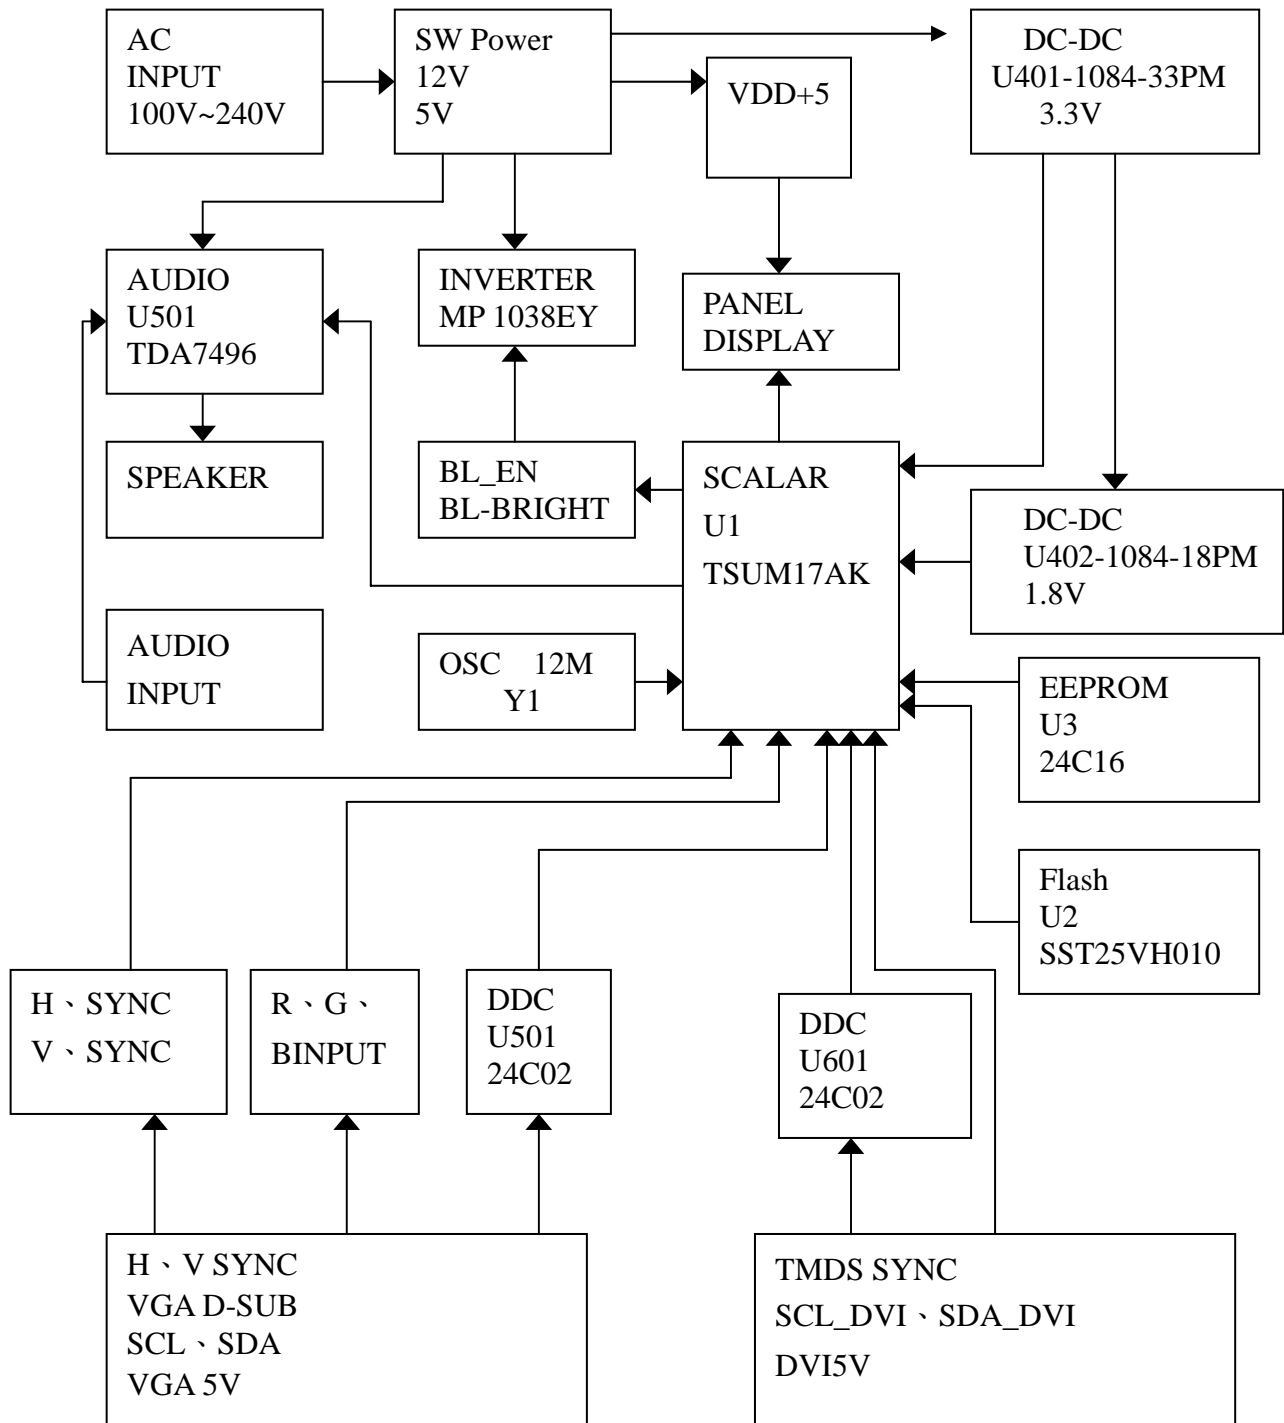 AC
INPUT
100V~240V
SW Power
12V
5V
VDD+5
DC-DC
U401-1084-33PM
3.3V
AUDIO
U501
TDA7496
INVERTER
MP 1038EY
PANEL
DISPLAY
SPEAKER
BL_EN
BL-BRIGHT
SCALAR
U1
TSUM17AK
DC-DC
U402-1084-18PM
1.8V
AUDIO
INPUT
OSC 12M
Y1
EEPROM
U3
24C16
Flash
U2
SST25VH010
H、SYNC
V、SYNC
R、G、
BINPUT
DDC
U501
24C02
DDC
U601
24C02
H、V SYNC
VGA D-SUB
SCL、SDA
VGA 5V
TMDS SYNC
SCL_DVI、SDA_DVI
DVI5V